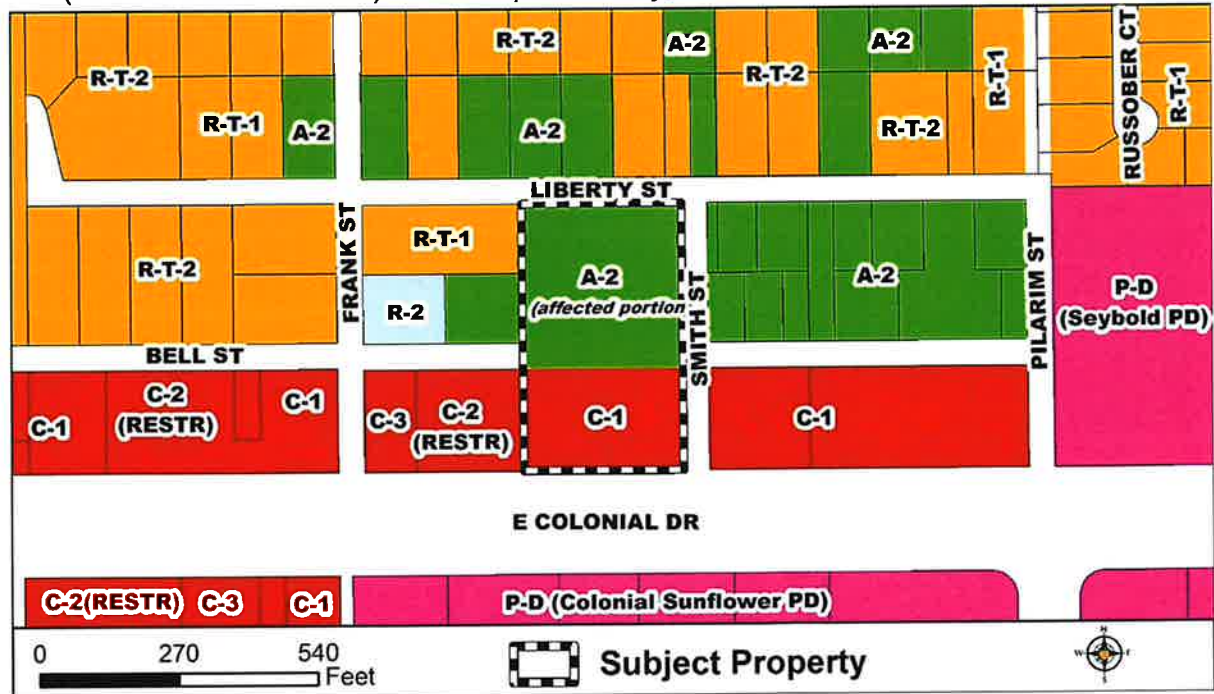 R-T-2
A-2
A-2
R-T-2
R-T-2
R-T-1
A-2
A-2
R-T-2
R-T-1
RUSSOBER CT
R-T-1
LIBERTY ST
FRANK ST
R-T-1
R-T-2
R-2
A-2
(affected portion
SMITH ST
A-2
PILARIM ST
P-D
(Seybold PD)
BELL ST
C-1
C-2
(RESTR)
C-1
C-3
C-2
(RESTR)
C-1
C-1
E COLONIAL DR
C-2(RESTR)
C-3
C-1
P-D (Colonial Sunflower PD)
0 270 540
Feet
Subject Property
N
W
S